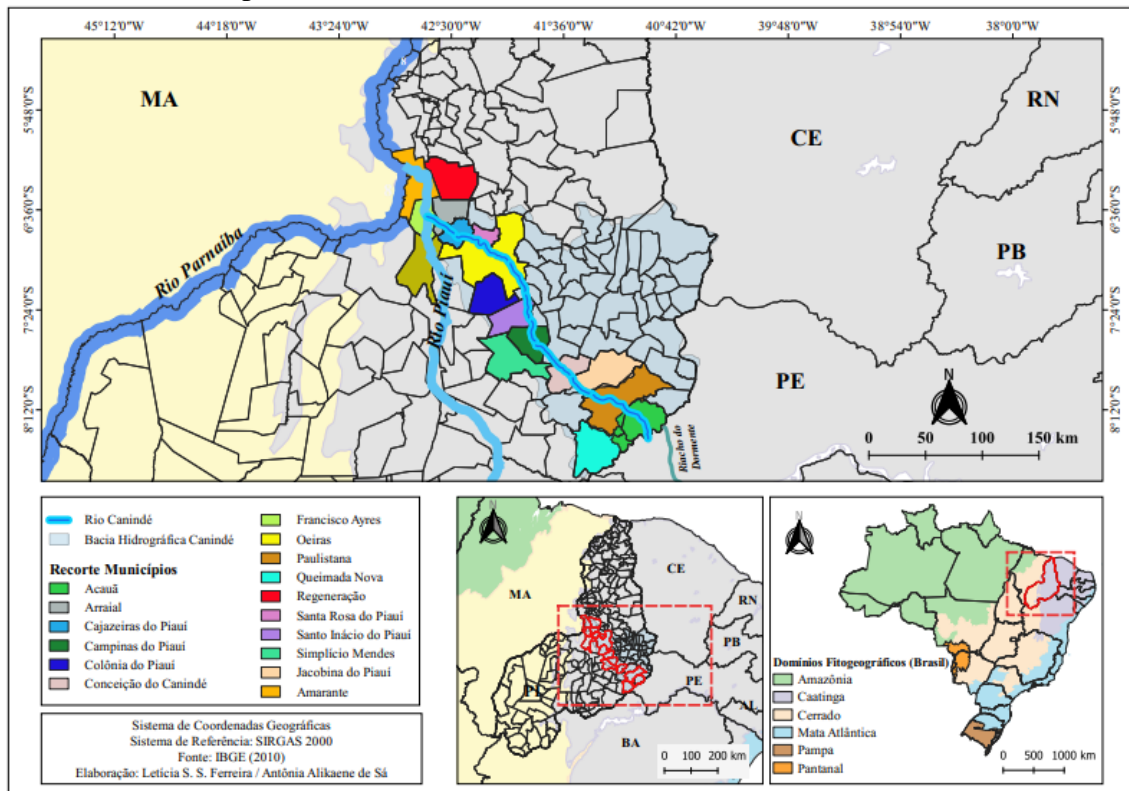 45°12'0"W 44°18'0"W 43°24'0"W 42°30'0"W 41°36'0"W 40°42'0"W 39°48'0"W 38°54'0"W 38°0'0"W
MA
CE
RN
PB
PE
5°48'0"S
6°36'0"S
7°24'0"S
8°12'0"S
5°48'0"S
6°36'0"S
7°24'0"S
8°12'0"S
Rio Parnaíba
Rio Piauí
Riacho do
Dormente
N
0 50 100 150 km
Rio Canindé
Bacia Hidrográfica Canindé
Recorte Municípios
Acauã
Arraial
Cajazeiras do Piauí
Campinas do Piauí
Colônia do Piauí
Conceição do Canindé
Francisco Ayres
Oeiras
Paulistana
Queimada Nova
Regeneração
Santa Rosa do Piauí
Santo Inácio do Piauí
Simplício Mendes
Jacobina do Piauí
Amarante
Sistema de Coordenadas Geográficas
Sistema de Referência: SIRGAS 2000
Fonte: IBGE (2010)
Elaboração: Letícia S. S. Ferreira / Antônia Alikaene de Sá
N
MA
CE
RN
PB
PE
PI
AL
BA
0 100 200 km
N
Domínios Fitogeográficos (Brasil)
Amazônia
Caatinga
Cerrado
Mata Atlântica
Pampa
Pantanal
0 500 1000 km